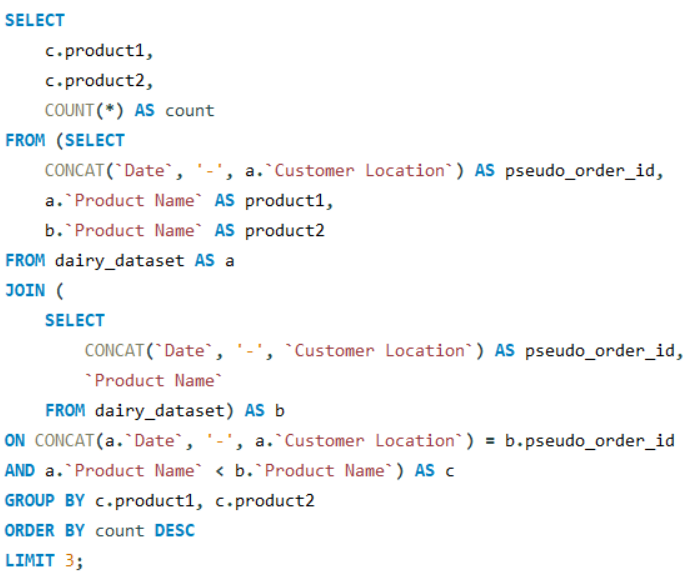 SELECT
    c.product1,
    c.product2,
    COUNT(*) AS count
FROM (SELECT
    CONCAT(`Date`, '-', a.`Customer Location`) AS pseudo_order_id,
    a.`Product Name` AS product1,
    b.`Product Name` AS product2
FROM dairy_dataset AS a
JOIN (
    SELECT
        CONCAT(`Date`, '-', `Customer Location`) AS pseudo_order_id,
        `Product Name`
    FROM dairy_dataset) AS b
ON CONCAT(a.`Date`, '-', a.`Customer Location`) = b.pseudo_order_id
AND a.`Product Name` < b.`Product Name`) AS c
GROUP BY c.product1, c.product2
ORDER BY count DESC
LIMIT 3;